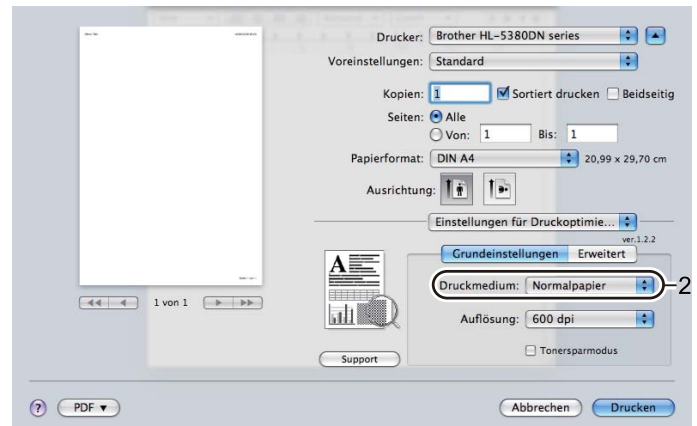 Drucker: Brother HL-5380DN series
Voreinstellungen: Standard
Kopien: 1 Sortiert drucken Beidseitig
Seiten: Alle
Von: 1 Bis: 1
Papierformat: DIN A4 20,99 x 29,70 cm
Ausrichtung:
Einstellungen für Druckoptimie...
ver.1.2.2
Grundeinstellungen Erweitert
A
Druckmedium: Normalpapier 2
1 von 1
Auflösung: 600 dpi
Tonersparmodus
Support
? PDF Abbrechen Drucken